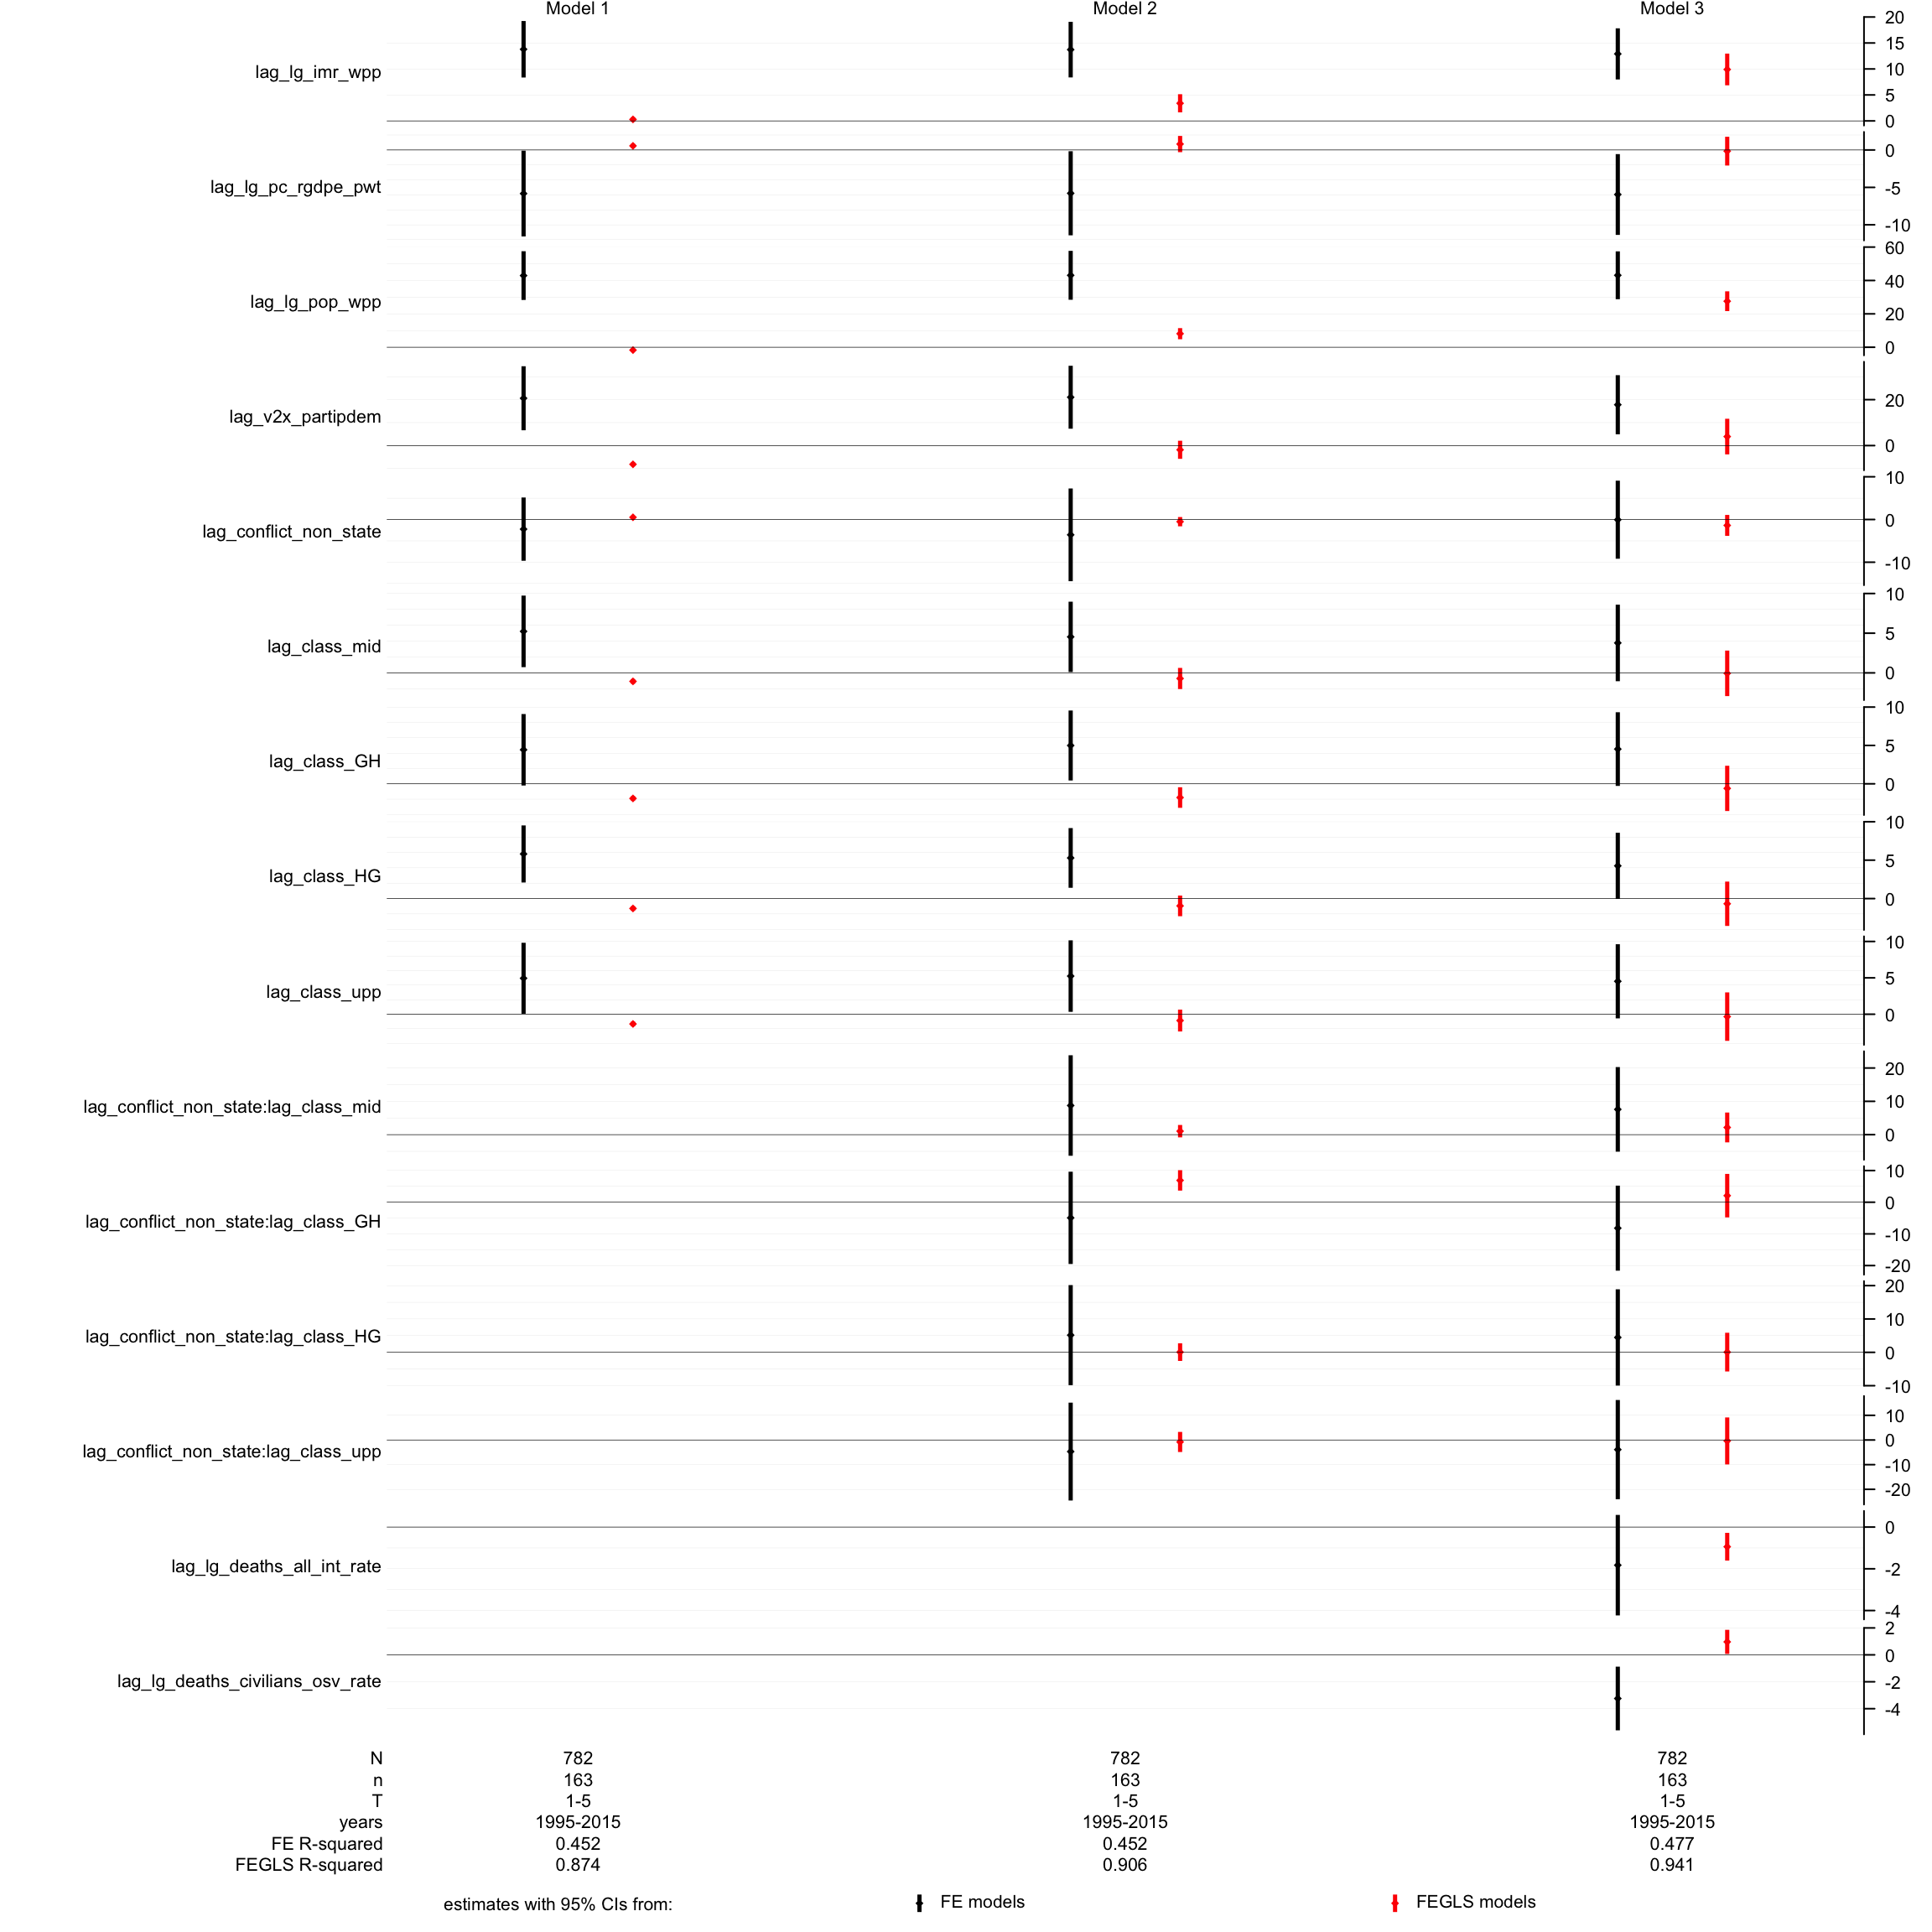 Model 1 Model 2 Model 3
lag_lg_imr_wpp 20 15 10 5 0
lag_lg_pc_rgdpe_pwt 0 -5 -10
lag_lg_pop_wpp 60 40 20 0
lag_v2x_partipdem 20 0
lag_conflict_non_state 10 0 -10
lag_class_mid 10 5 0
lag_class_GH 10 5 0
lag_class_HG 10 5 0
lag_class_upp 10 5 0
lag_conflict_non_state:lag_class_mid 20 10 0
lag_conflict_non_state:lag_class_GH 10 0 -10 -20
lag_conflict_non_state:lag_class_HG 20 10 0 -10
lag_conflict_non_state:lag_class_upp 10 0 -10 -20
lag_lg_deaths_all_int_rate 0 -2 -4
lag_lg_deaths_civilians_osv_rate 2 0 -2 -4
N 782 782 782
n 163 163 163
T 1-5 1-5 1-5
years 1995-2015 1995-2015 1995-2015
FE R-squared 0.452 0.452 0.477
FEGLS R-squared 0.874 0.906 0.941
estimates with 95% CIs from: FE models FEGLS models